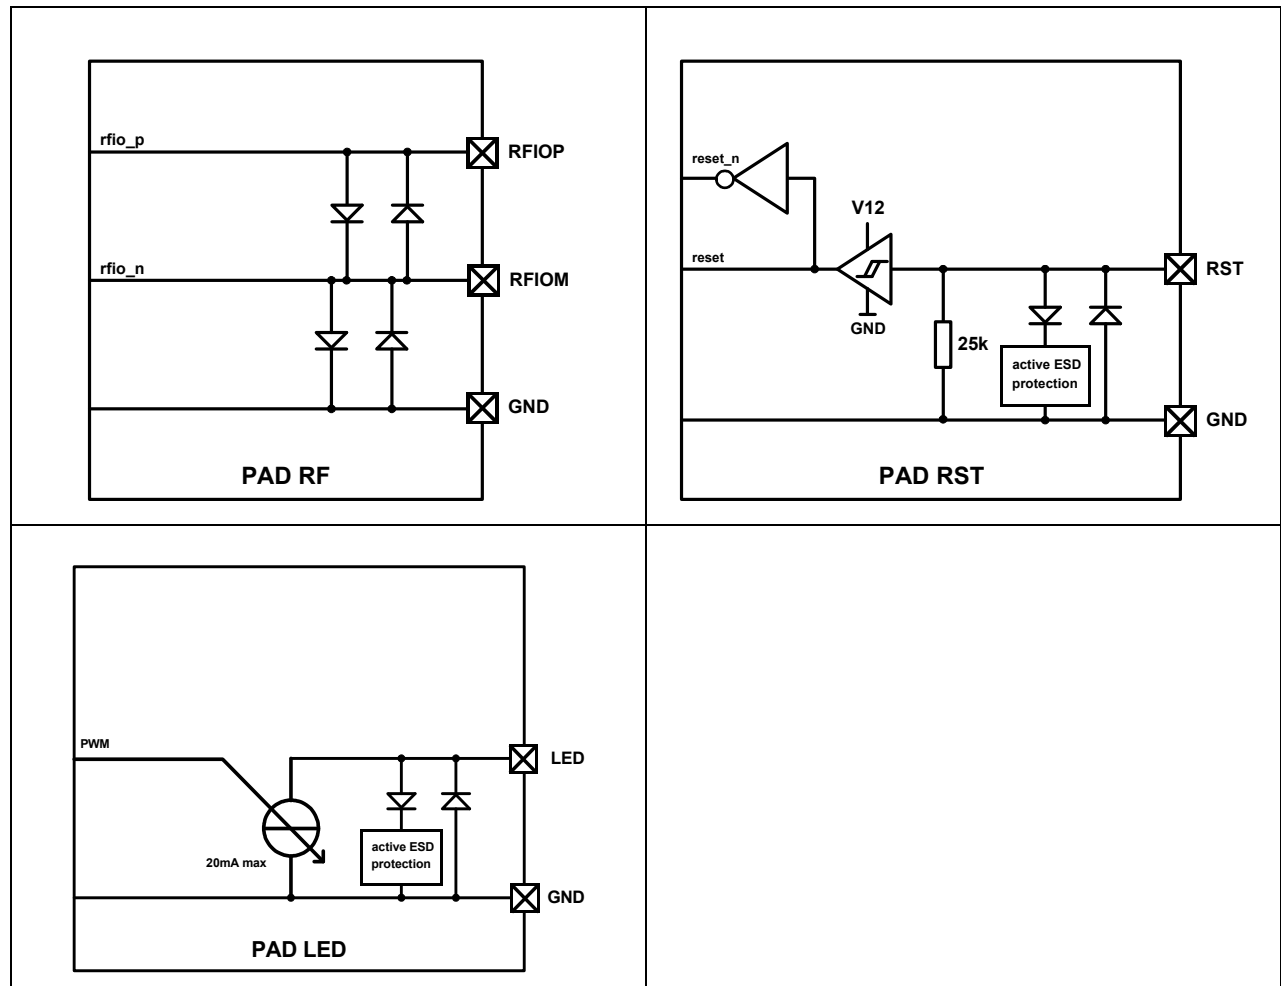 rfio_p
RFIOP
rfio_n
RFIOM
GND
PAD RF
reset_n
V12
reset
RST
GND
25k
active ESD
protection
GND
PAD RST
PWM
LED
20mA max
active ESD
protection
GND
PAD LED